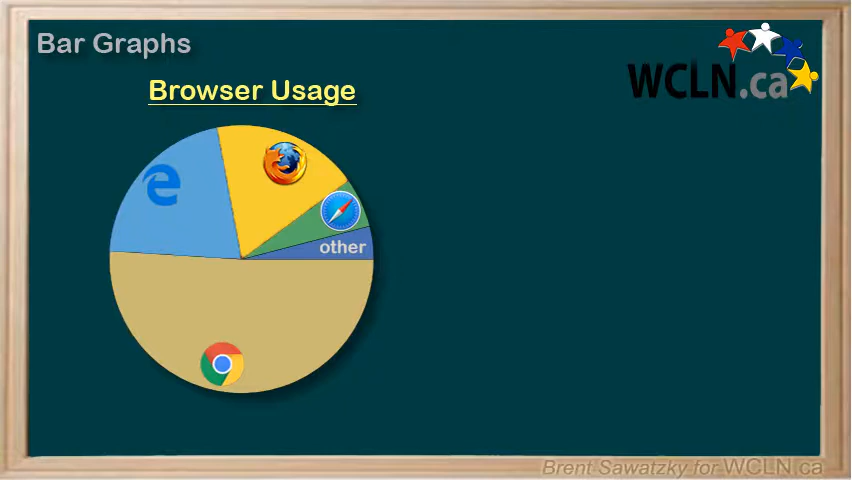 Bar Graphs
WCLN.ca
Browser Usage
other
Brent Sawatzky for WCLN.ca